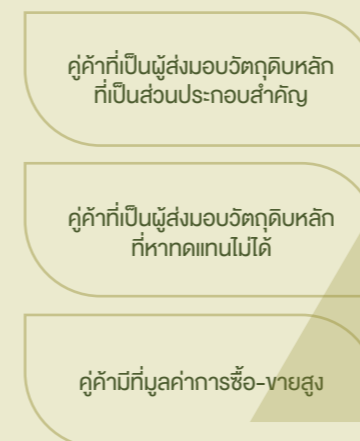 คู่ค้าที่เป็นผู้ส่งมอบวัตถุดิบหลัก
ที่เป็นส่วนประกอบสำคัญ
คู่ค้าที่เป็นผู้ส่งมอบวัตถุดิบหลัก
ที่หาทดแทนไม่ได้
คู่ค้ามีที่มูลค่าการซื้อ-ขายสูง